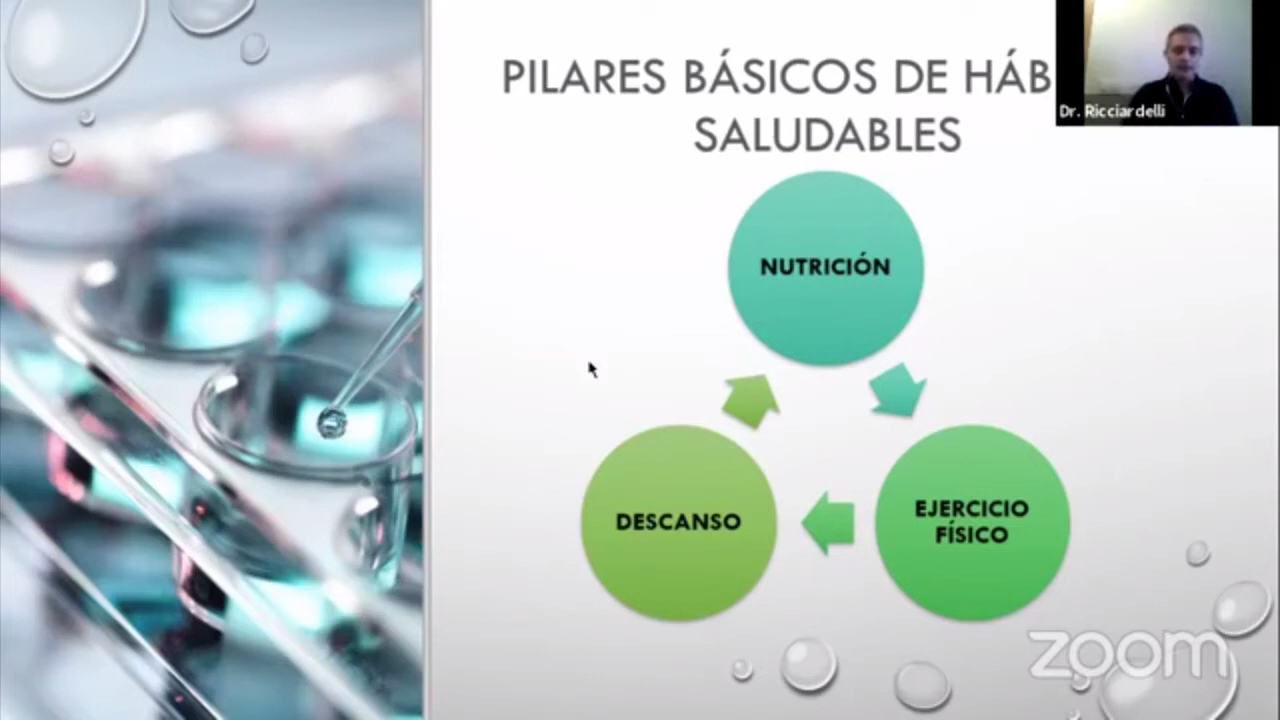 PILARES BÁSICOS DE HÁB
SALUDABLES
Dr. Ricciardelli
NUTRICIÓN
DESCANSO
EJERCICIO
FÍSICO
zoom